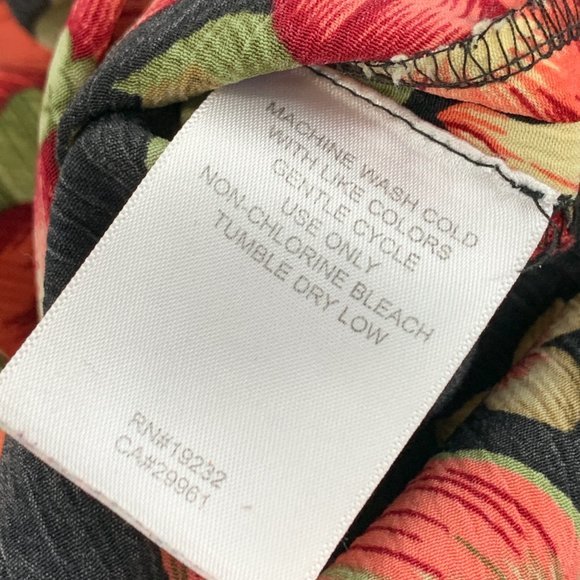 MACHINE WASH COLD
WITH LIKE COLORS
GENTLE CYCLE
USE ONLY
NON-CHLORINE BLEACH
TUMBLE DRY LOW
RN#19232
CA#29961